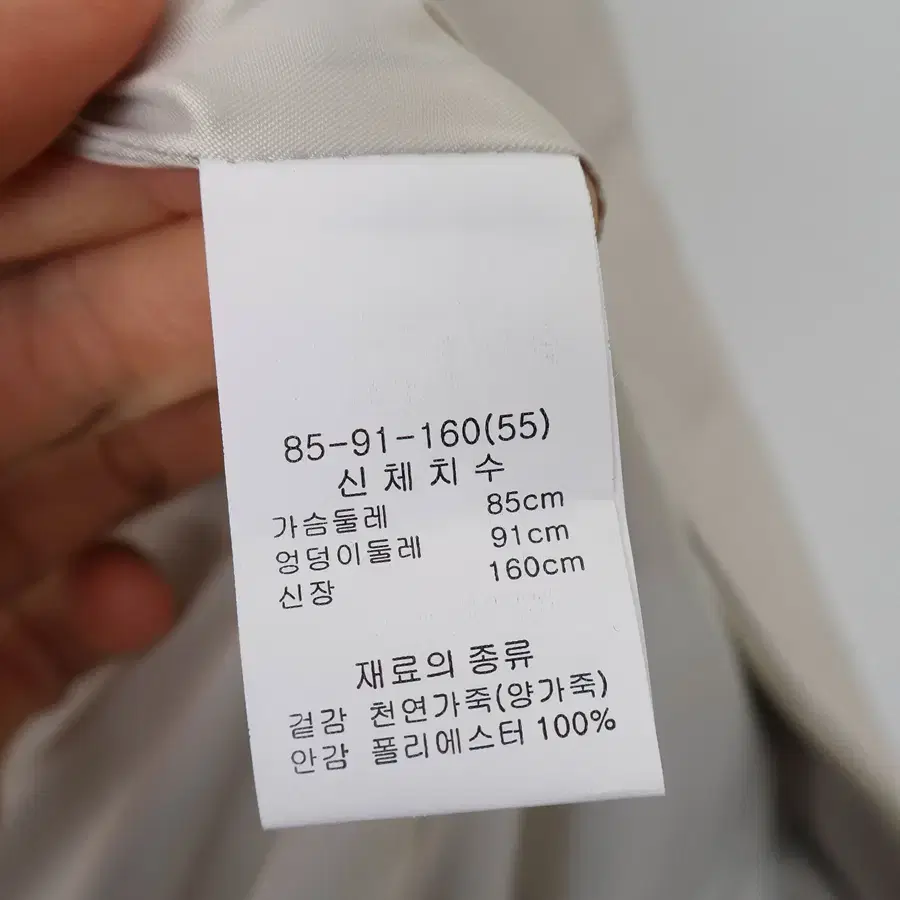 85-91-160(55)
신 체 치 수
가슴둘레 85cm
엉덩이둘레 91cm
신장 160cm
재료의 종류
겉감 천연가죽(양가죽)
안감 폴리에스터 100%